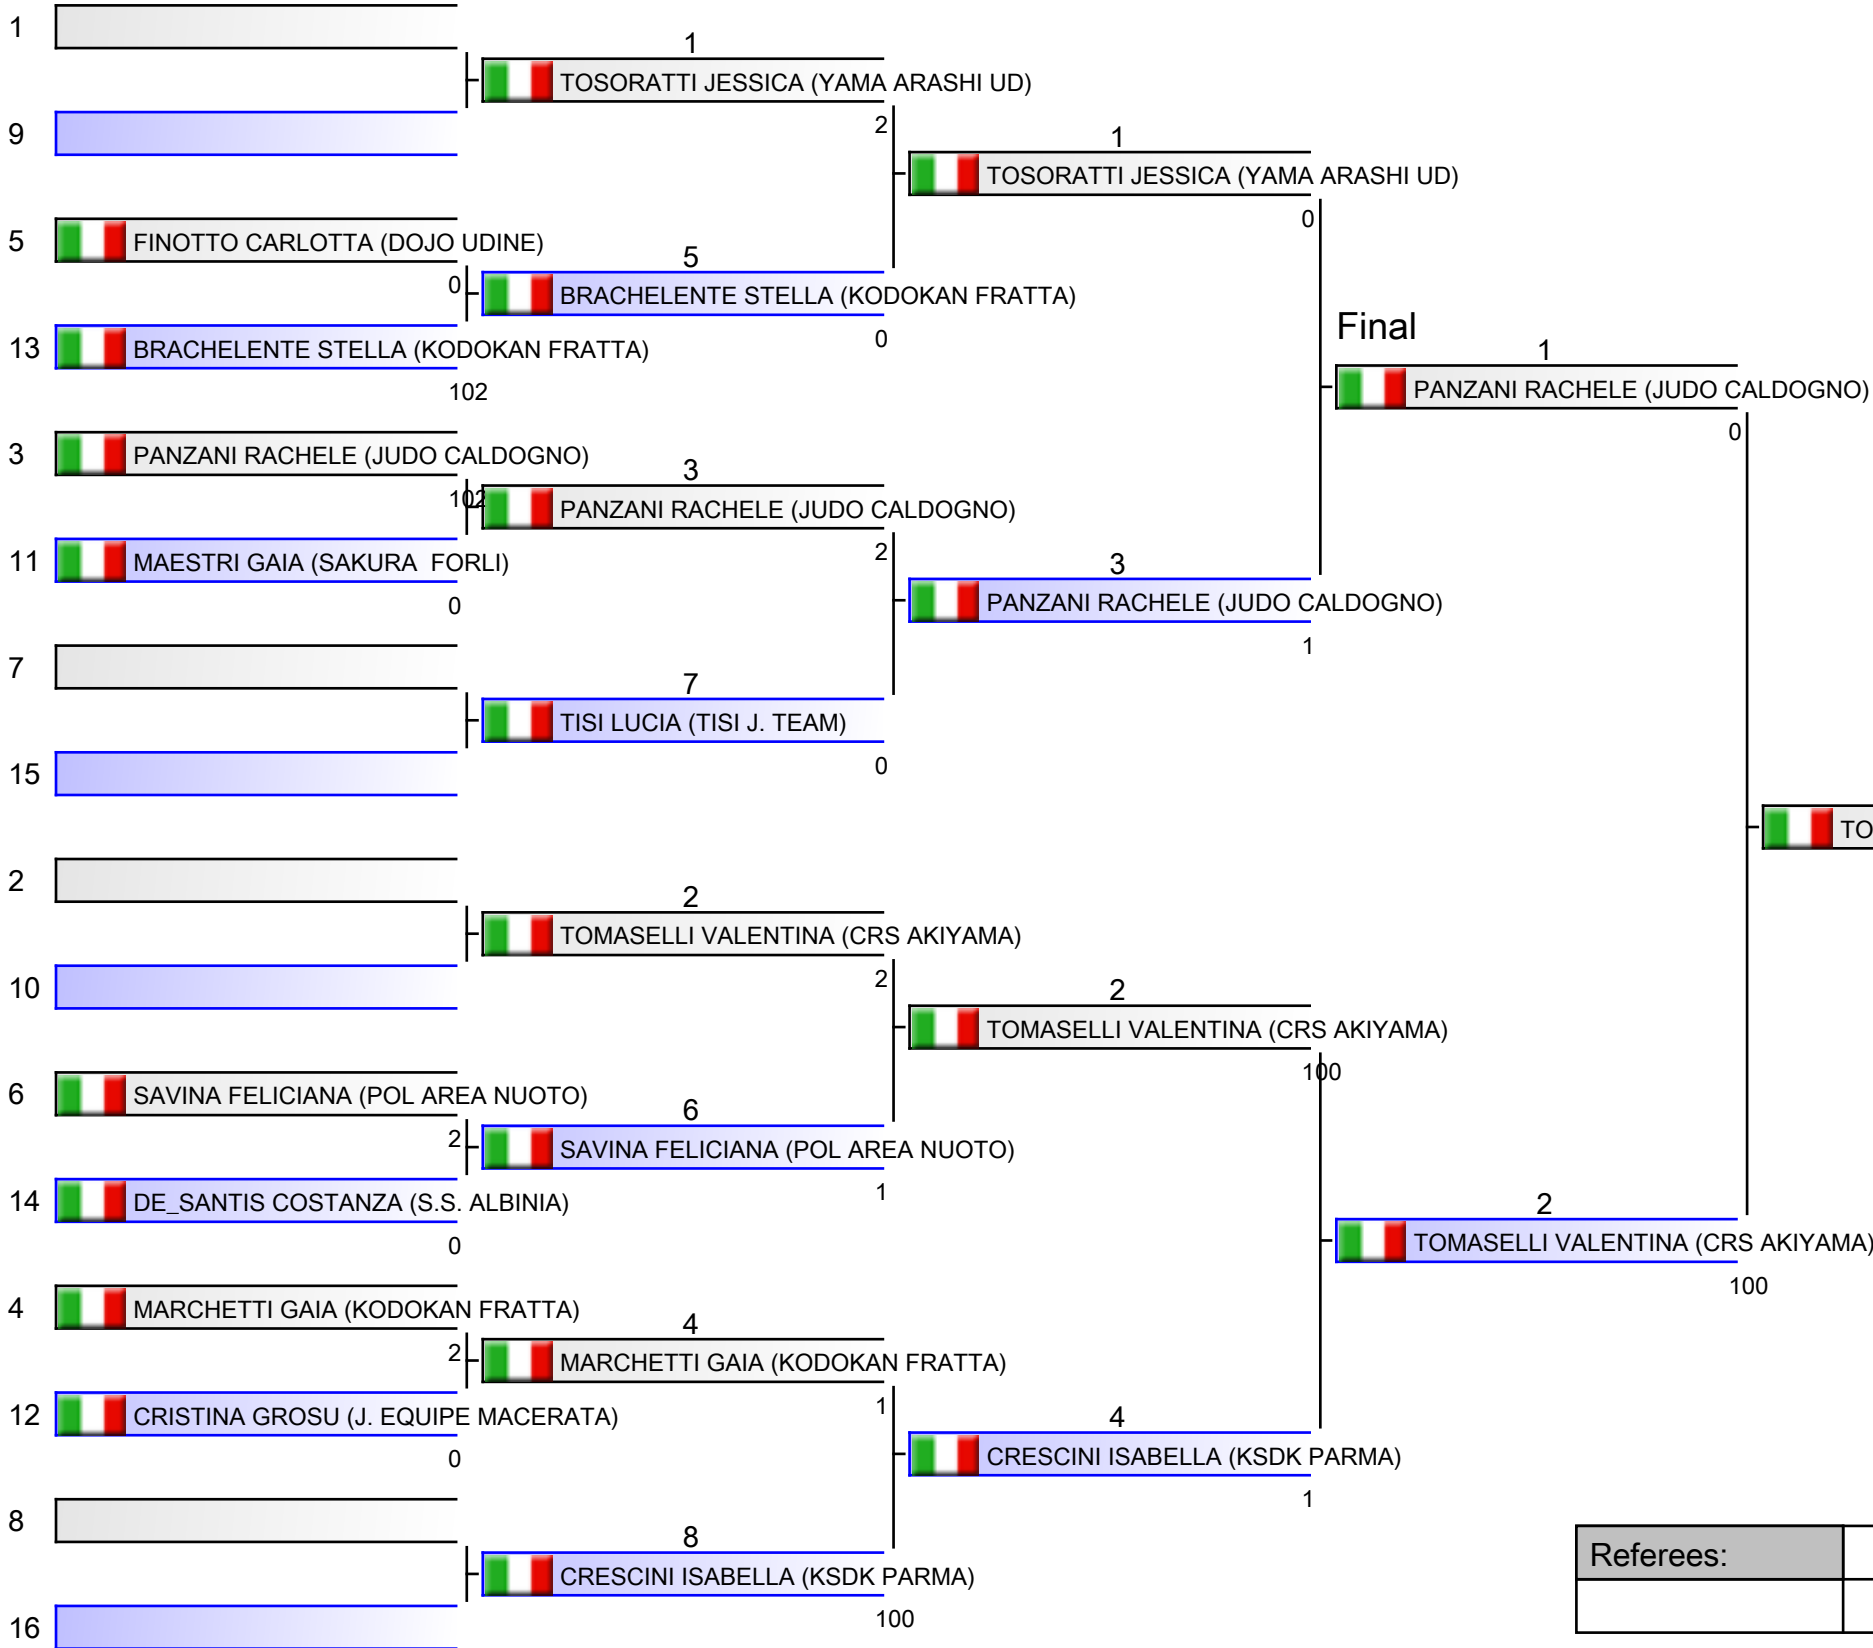 1
1
TOSORATTI JESSICA (YAMA ARASHI UD)
2
9
1
TOSORATTI JESSICA (YAMA ARASHI UD)
0
5 FINOTTO CARLOTTA (DOJO UDINE)
0
5
BRACHELENTE STELLA (KODOKAN FRATTA)
0
13 BRACHELENTE STELLA (KODOKAN FRATTA)
102
Final
1
PANZANI RACHELE (JUDO CALDOGNO)
0
3 PANZANI RACHELE (JUDO CALDOGNO)
102
3
PANZANI RACHELE (JUDO CALDOGNO)
2
11 MAESTRI GAIA (SAKURA FORLI)
0
3
PANZANI RACHELE (JUDO CALDOGNO)
1
7
7
TISI LUCIA (TISI J. TEAM)
0
15
TO
2
2
TOMASELLI VALENTINA (CRS AKIYAMA)
2
10
2
TOMASELLI VALENTINA (CRS AKIYAMA)
100
6 SAVINA FELICIANA (POL AREA NUOTO)
2
6
SAVINA FELICIANA (POL AREA NUOTO)
1
14 DE_SANTIS COSTANZA (S.S. ALBINIA)
0
2
TOMASELLI VALENTINA (CRS AKIYAMA)
100
4 MARCHETTI GAIA (KODOKAN FRATTA)
2
4
MARCHETTI GAIA (KODOKAN FRATTA)
1
12 CRISTINA GROSU (J. EQUIPE MACERATA)
0
4
CRESCINI ISABELLA (KSDK PARMA)
1
8
8
CRESCINI ISABELLA (KSDK PARMA)
100
16
Referees: